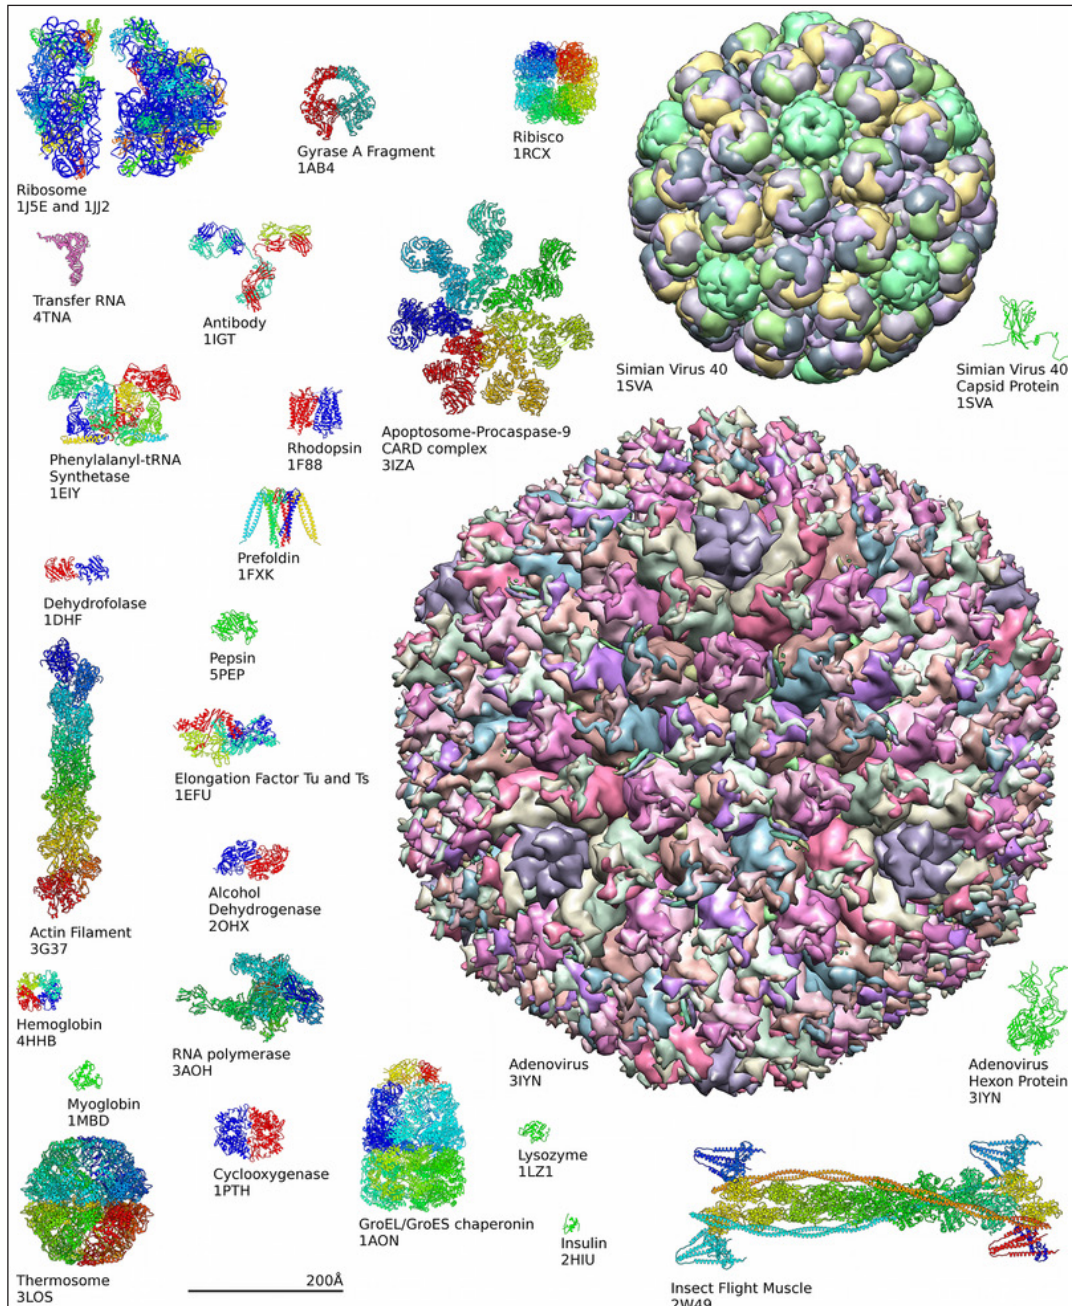 Ribosome
1J5E and 1JJ2
Gyrase A Fragment
1AB4
Ribisco
1RCX
Transfer RNA
4TNA
Antibody
1IGT
Simian Virus 40
1SVA
Simian Virus 40
Capsid Protein
1SVA
Phenylalanyl-tRNA
Synthetase
1EIY
Rhodopsin
1F88
Apoptosome-Procaspase-9
CARD complex
3IZA
Prefoldin
1FXK
Dehydrofolase
1DHF
Pepsin
5PEP
Elongation Factor Tu and Ts
1EFU
Alcohol
Dehydrogenase
2OHX
Actin Filament
3G37
Hemoglobin
4HHB
RNA polymerase
3AOH
Adenovirus
3IYN
Adenovirus
Hexon Protein
3IYN
Myoglobin
1MBD
Cyclooxygenase
1PTH
Lysozyme
1LZ1
GroEL/GroES chaperonin
1AON
Insulin
2HIU
Thermosome
3LOS
200Å
Insect Flight Muscle
2W49